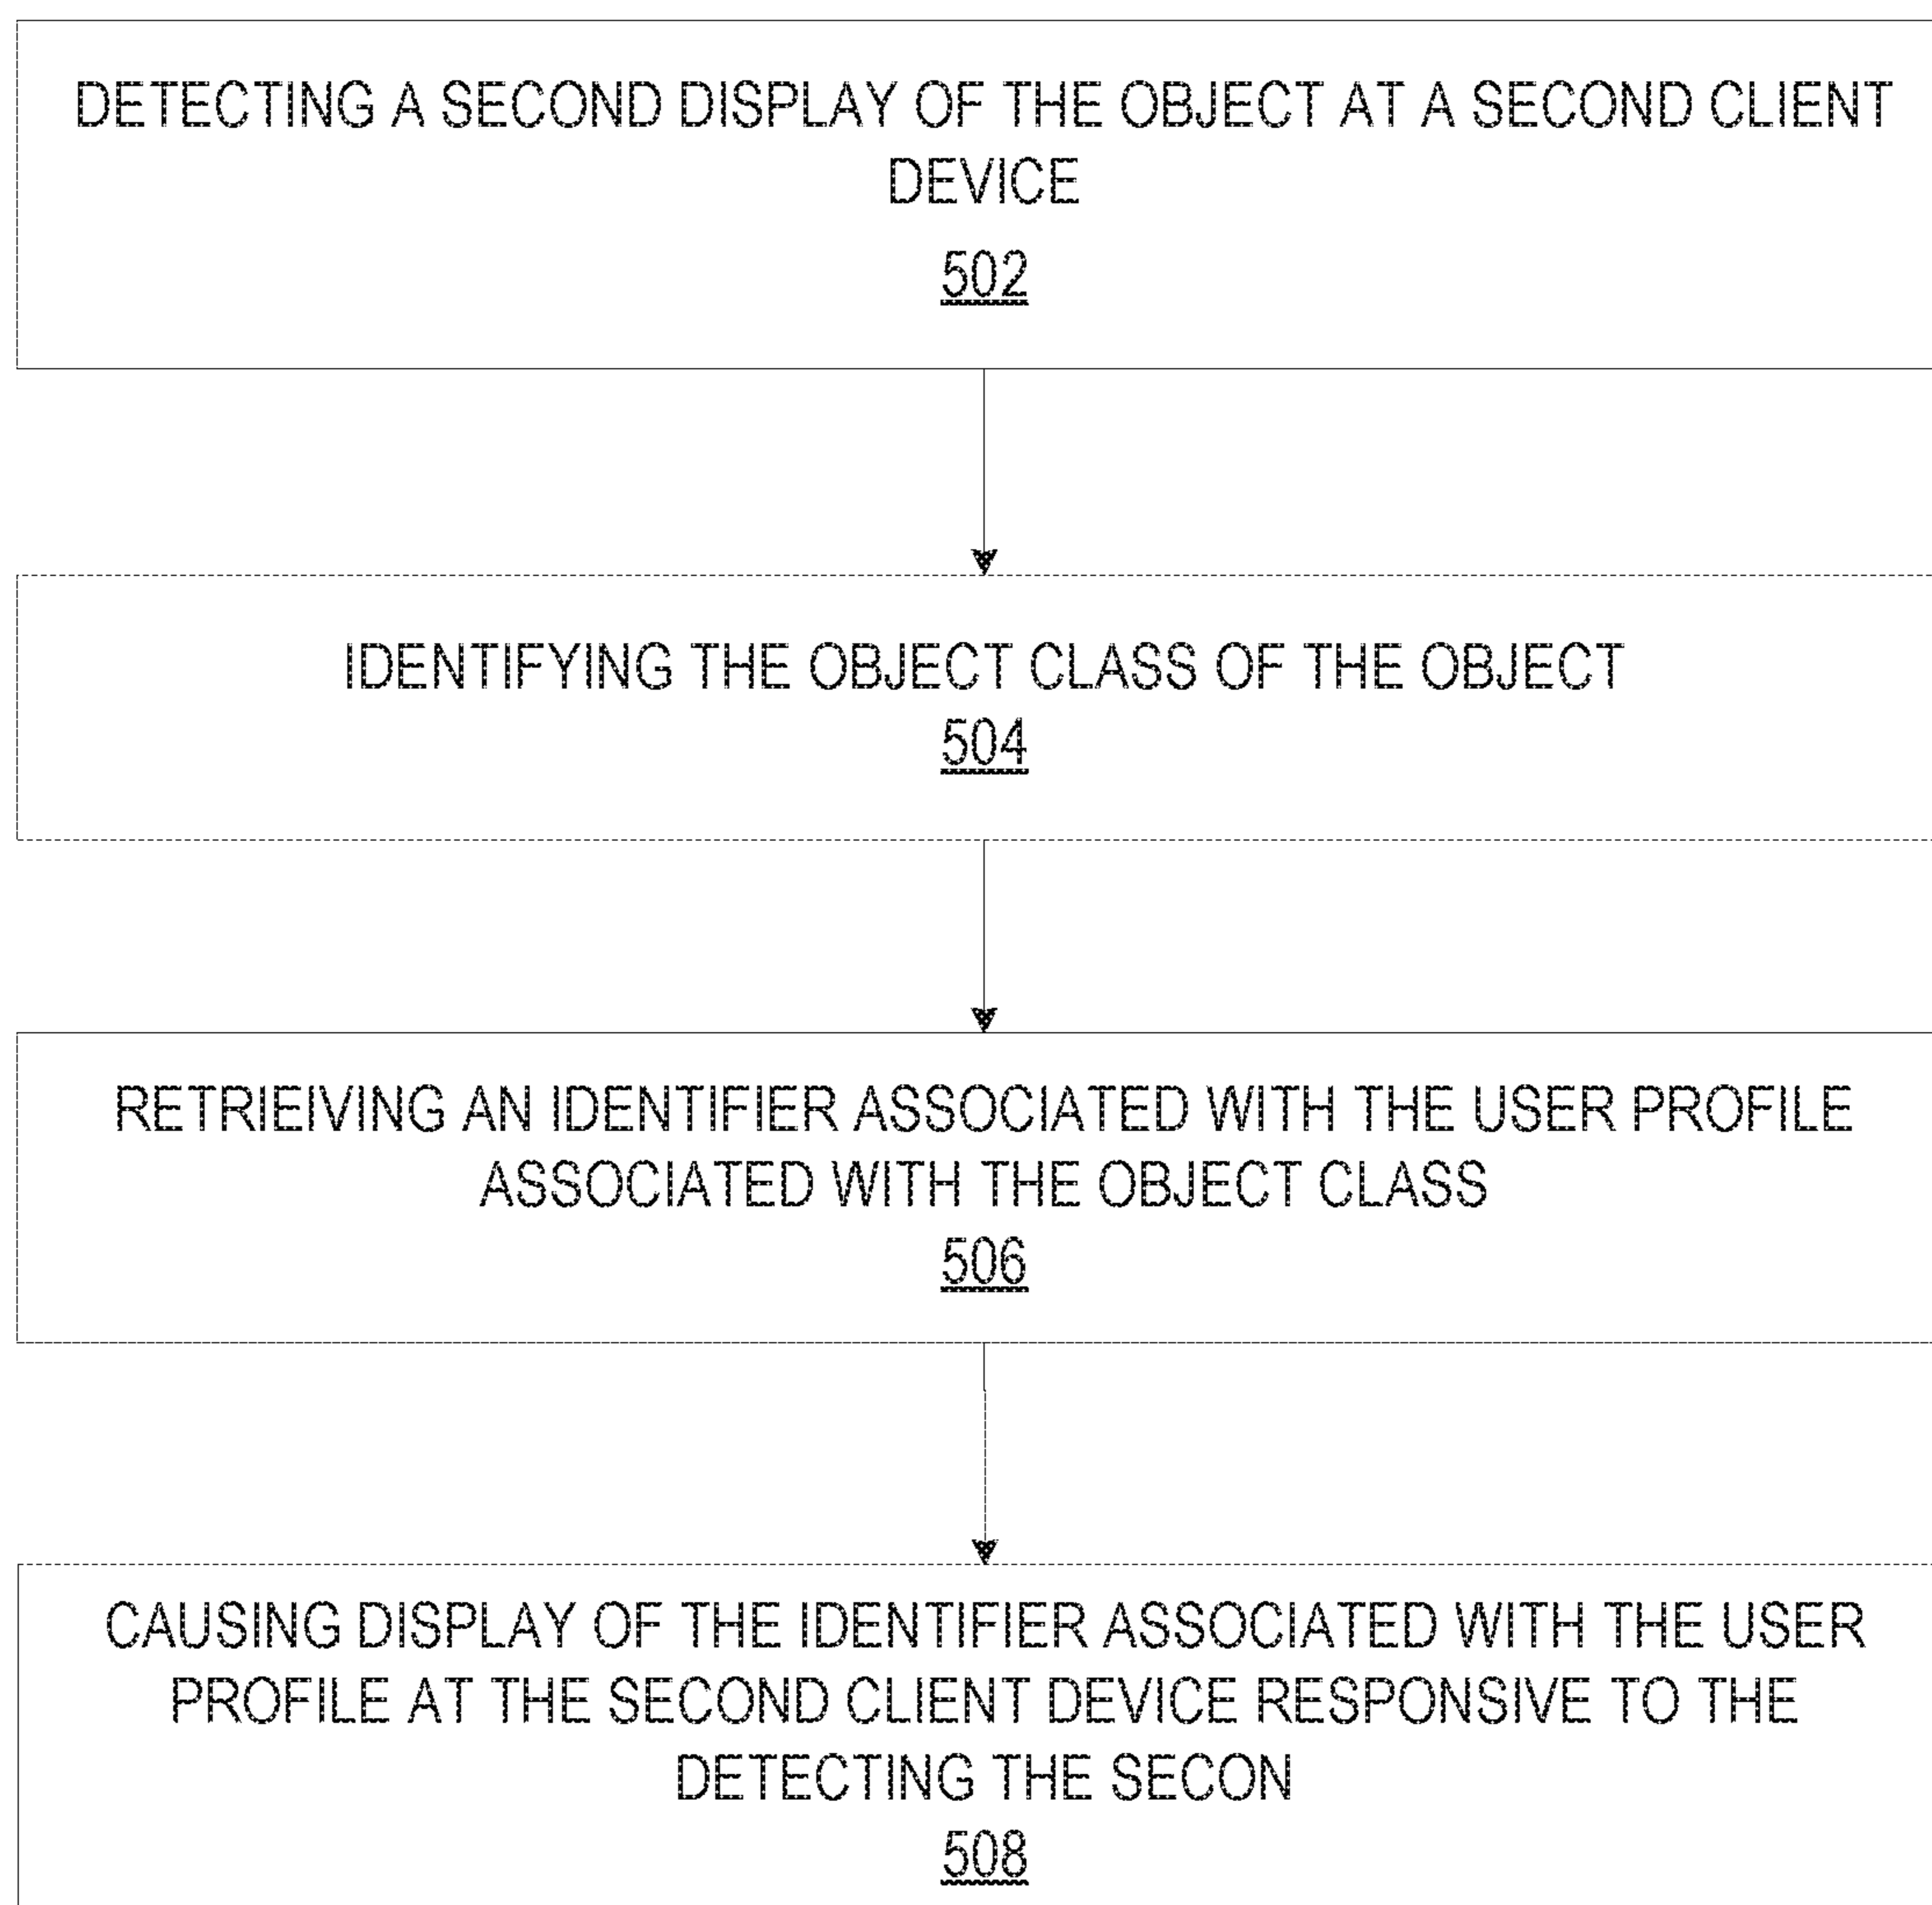 DETECTING A SECOND DISPLAY OF THE OBJECT AT A SECOND CLIENT
DEVICE
502
IDENTIFYING THE OBJECT CLASS OF THE OBJECT
504
RETRIEIVING AN IDENTIFIER ASSOCIATED WITH THE USER PROFILE
ASSOCIATED WITH THE OBJECT CLASS
506
CAUSING DISPLAY OF THE IDENTIFIER ASSOCIATED WITH THE USER
PROFILE AT THE SECOND CLIENT DEVICE RESPONSIVE TO THE
DETECTING THE SECON
508